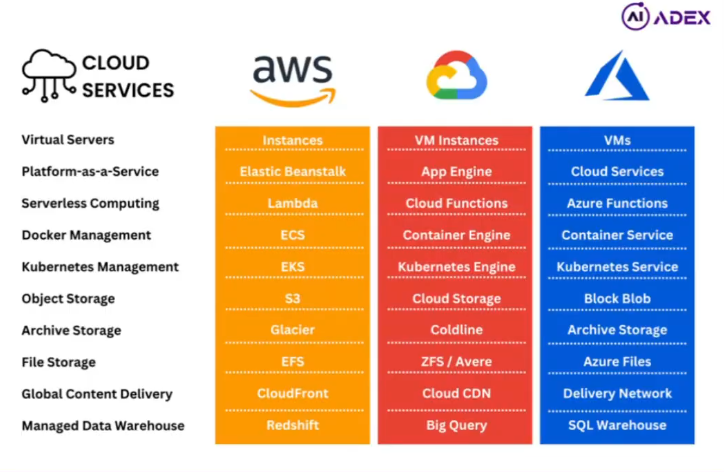 AI ADEX
CLOUD
SERVICES
aws
Virtual Servers Instances VM Instances VMs
Platform-as-a-Service Elastic Beanstalk App Engine Cloud Services
Serverless Computing Lambda Cloud Functions Azure Functions
Docker Management ECS Container Engine Container Service
Kubernetes Management EKS Kubernetes Engine Kubernetes Service
Object Storage S3 Cloud Storage Block Blob
Archive Storage Glacier Coldline Archive Storage
File Storage EFS ZFS / Avere Azure Files
Global Content Delivery CloudFront Cloud CDN Delivery Network
Managed Data Warehouse Redshift Big Query SQL Warehouse